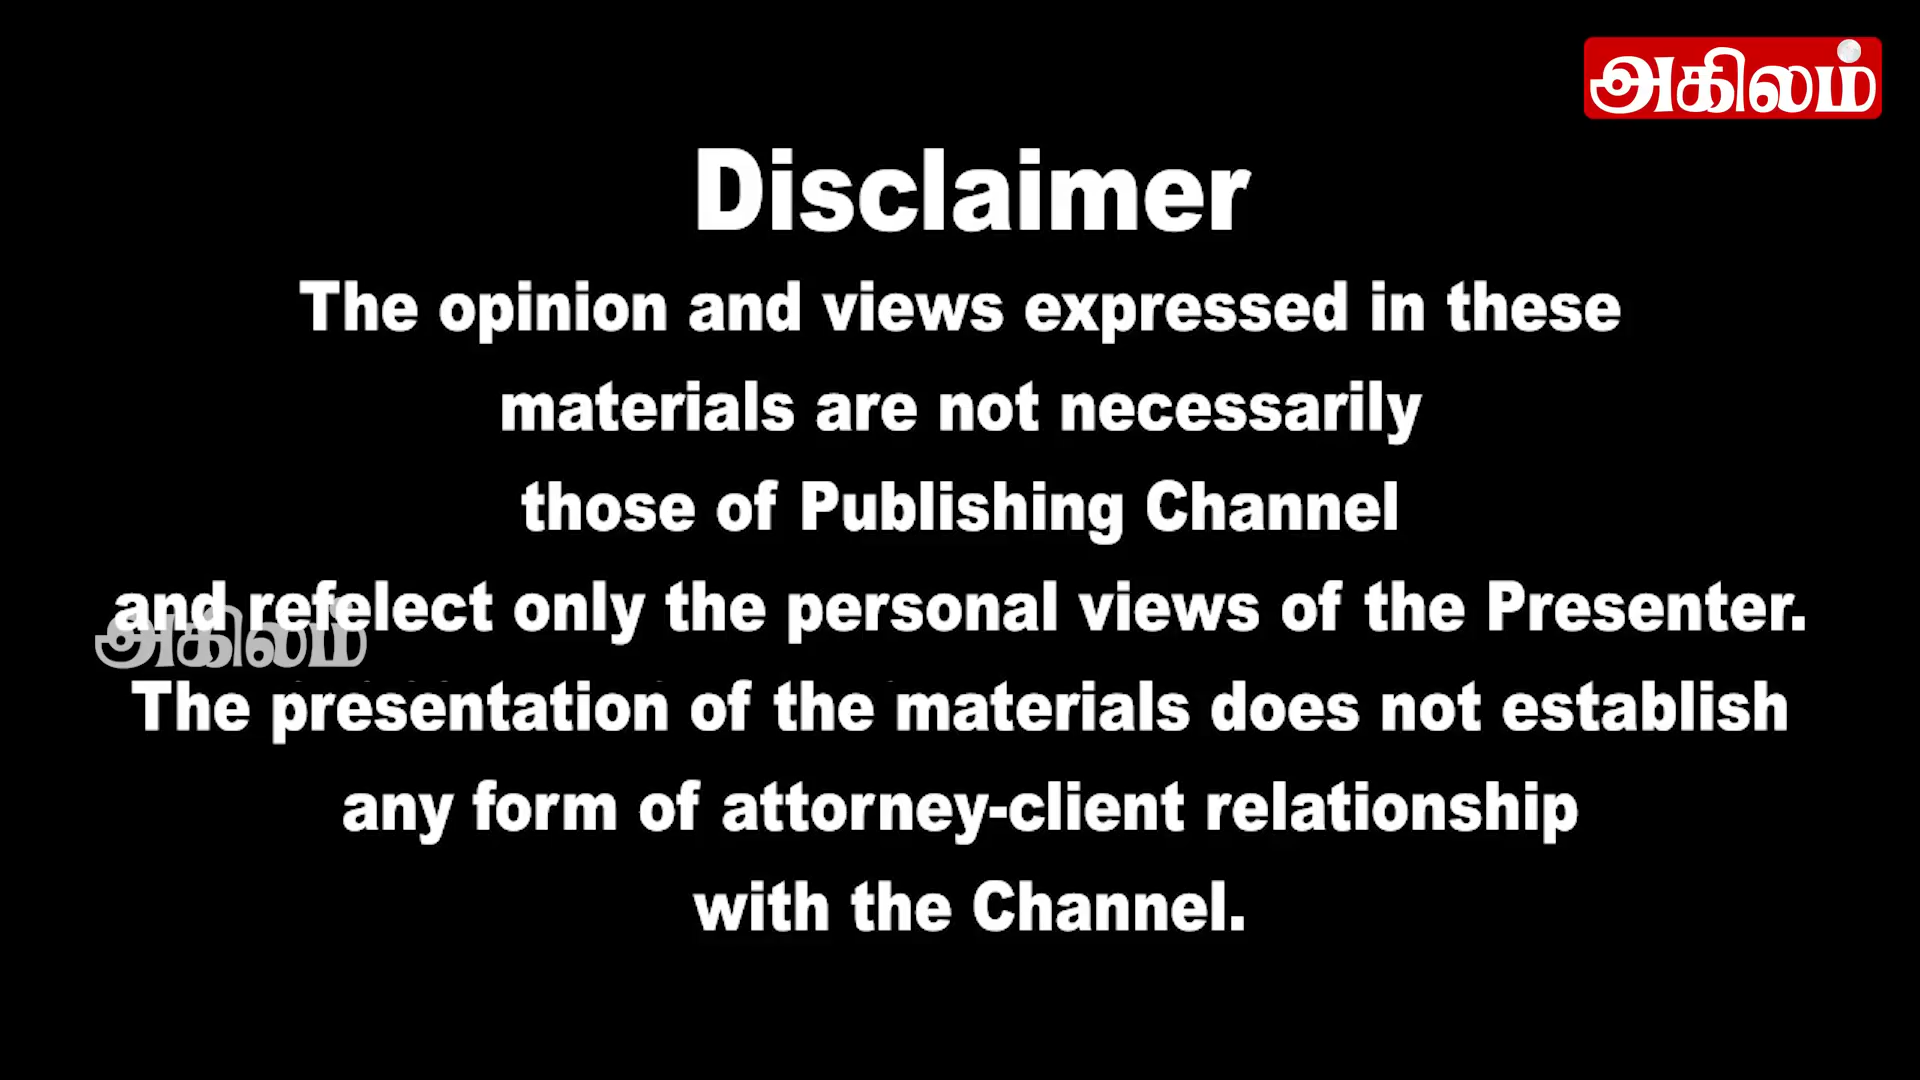 அகிலம்
Disclaimer
The opinion and views expressed in these
materials are not necessarily
those of Publishing Channel
and refelect only the personal views of the Presenter.
அகிலம்
The presentation of the materials does not establish
any form of attorney-client relationship
with the Channel.